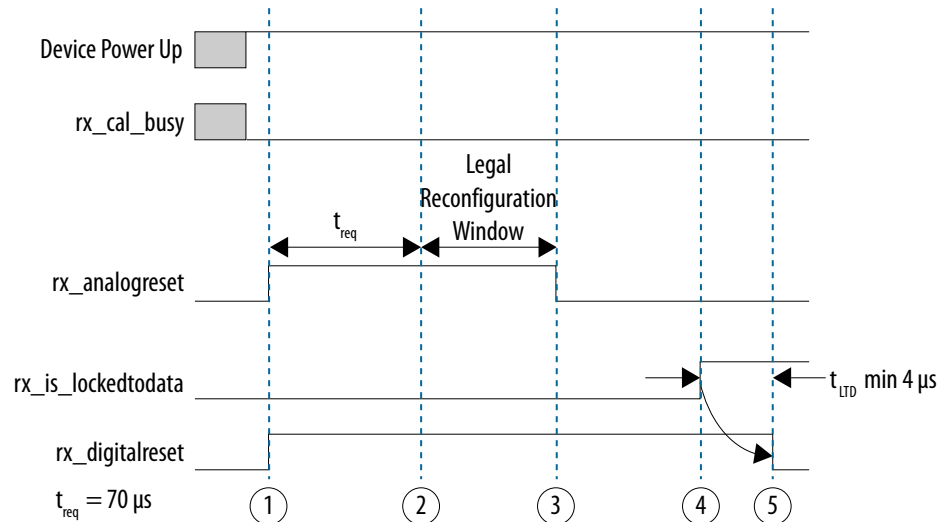 Device Power Up
rx_cal_busy
Legal
Reconfiguration
Window
t_req
rx_analogreset
rx_is_lockedtodata
t_LTD min 4 µs
rx_digitalreset
t_req = 70 µs
1 2 3 4 5